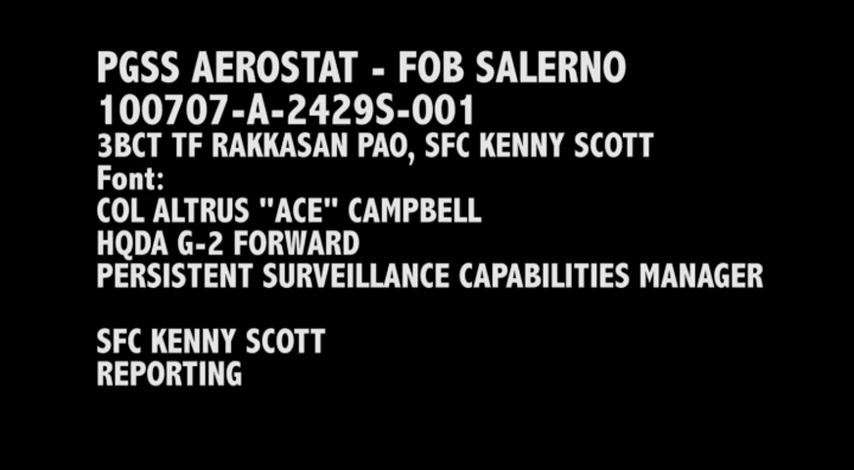 PGSS AEROSTAT - FOB SALERNO
100707-A-2429S-001
3BCT TF RAKKASAN PAO, SFC KENNY SCOTT
Font:
COL ALTRUS "ACE" CAMPBELL
HQDA G-2 FORWARD
PERSISTENT SURVEILLANCE CAPABILITIES MANAGER
SFC KENNY SCOTT
REPORTING